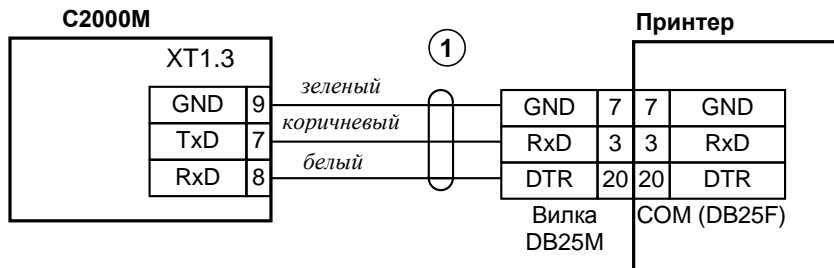 С2000М
Принтер
1
XT1.3
зеленый
GND 9
GND 7 7 GND
коричневый
TxD 7
RxD 3 3 RxD
белый
RxD 8
DTR 20 20 DTR
Вилка
DB25M
COM (DB25F)